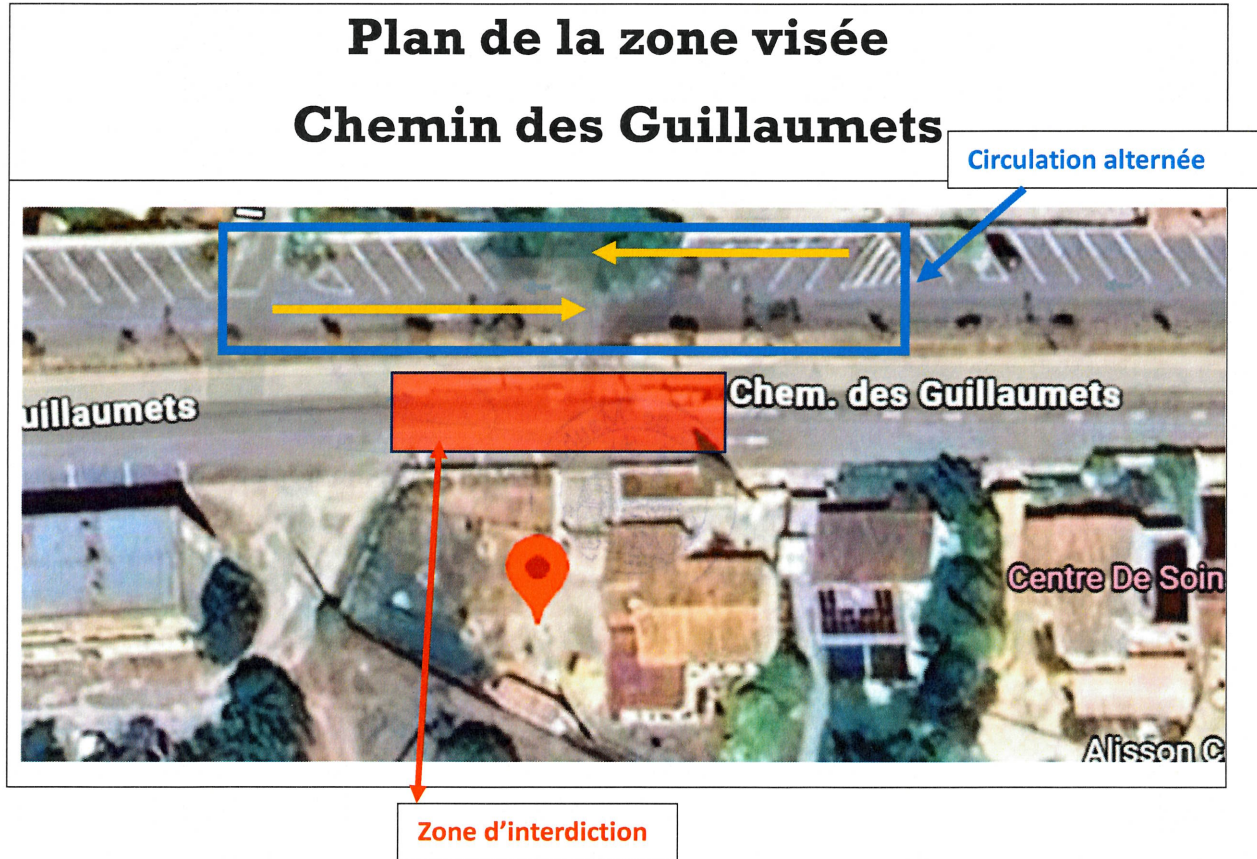 Plan de la zone visée
Chemin des Guillaumets
Circulation alternée
uillaumets
Chem. des Guillaumets
Centre De Soin
Alisson C
Zone d’interdiction